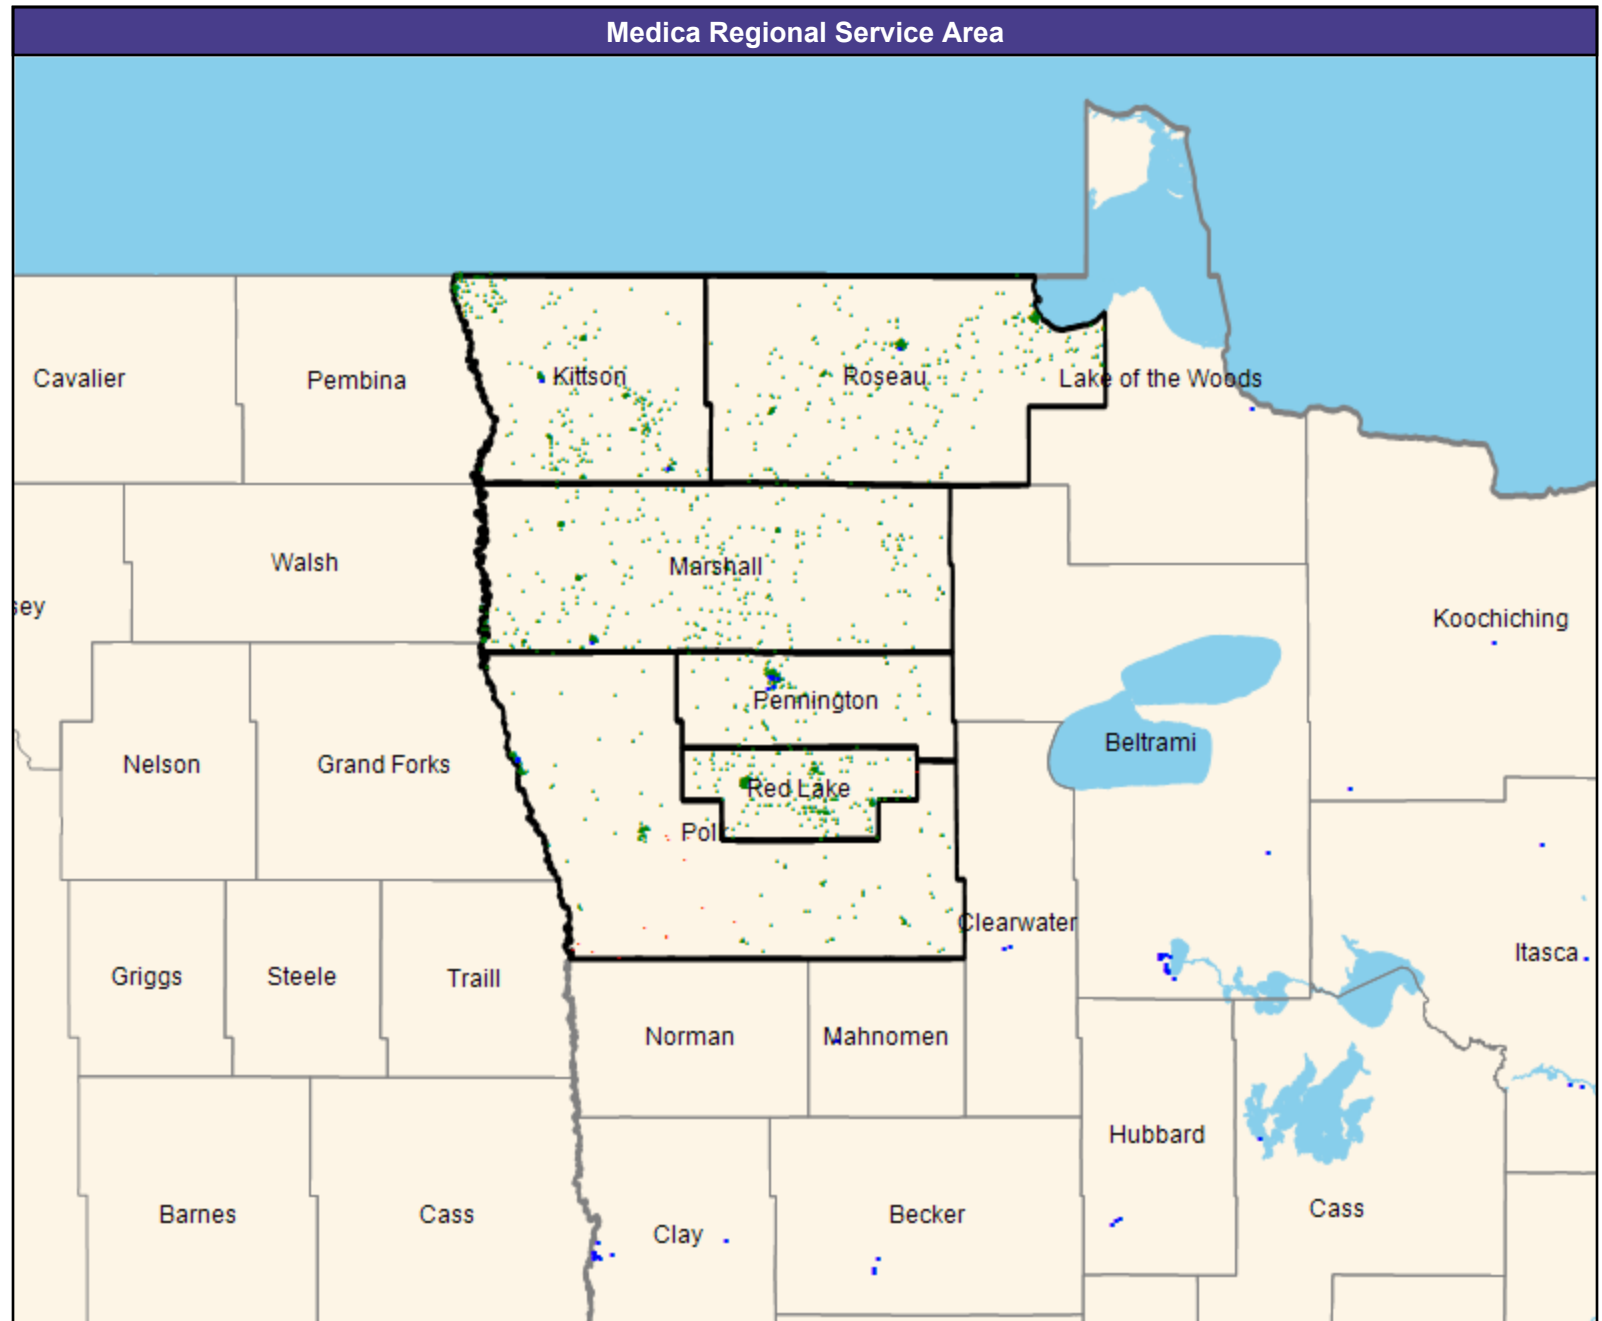 Medica Regional Service Area
Cavalier
Pembina
Kittson
Roseau
Lake of the Woods
Walsh
Marshall
sey
Koochiching
Pennington
Nelson
Grand Forks
Beltrami
Red Lake
Pol
Clearwater
Griggs
Steele
Traill
Itasca
Norman
Mahnomen
Hubbard
Barnes
Cass
Clay
Becker
Cass